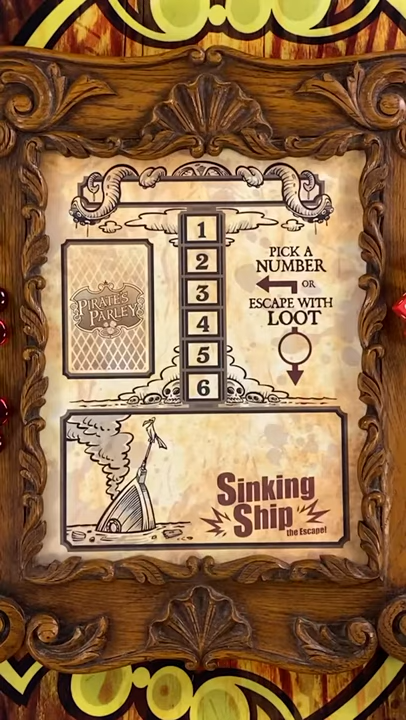 1
2
3
4
5
6
PIRATES
PARLEY
PICK A
NUMBER
OR
ESCAPE WITH
LOOT
Sinking
Ship
the Escape!